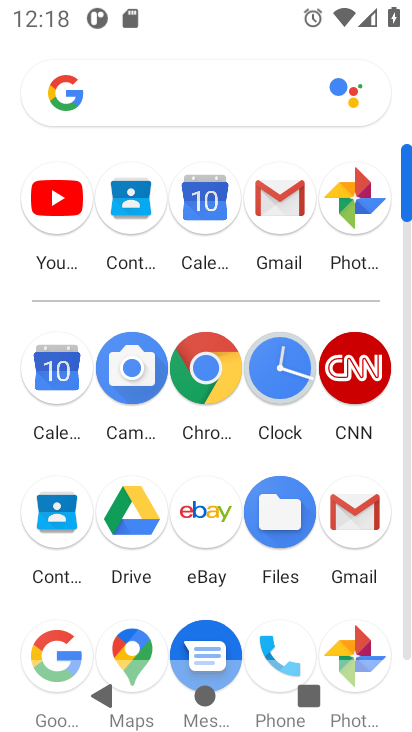 12:18
G
You... Cont... Cale... Gmail Phot...
10
Cale... Cam... Chro... Clock CNN
10 CNN
ebay
Cont... Drive eBay Files Gmail
Goo... Maps Mes... Phone Phot...